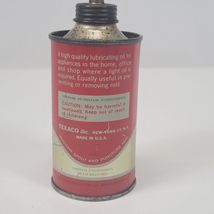 A high quality lubricating oil for
appliances in the home, office
and shop where a light oil is
required. Equally useful in pre-
venting or removing rust.
CAUTION: May be harmful if
swallowed. Keep out of reach
of children.
TEXACO Inc. NEW YORK, N.Y.
MADE IN U.S.A.